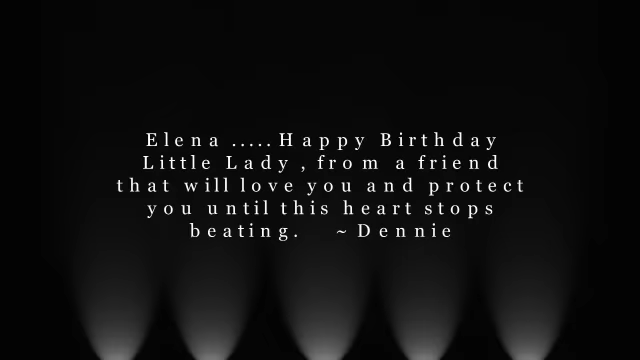 Elena ..... Happy Birthday
Little Lady , from a friend
that will love you and protect
you until this heart stops
beating. ~ Dennie